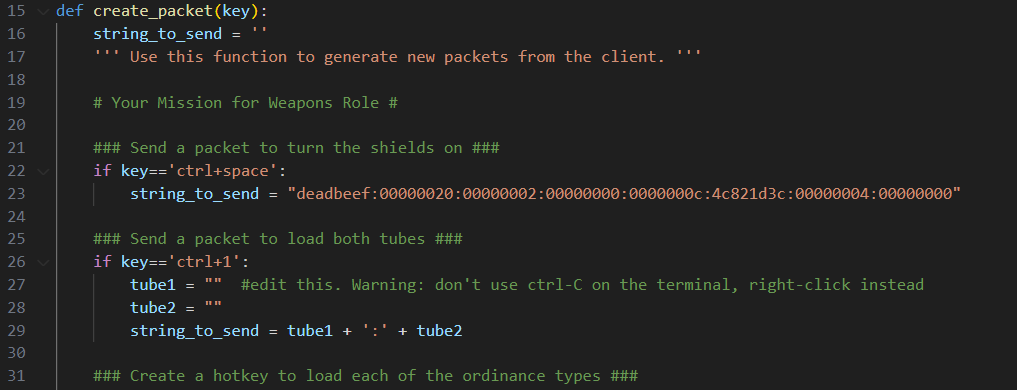 15 def create_packet(key):
16 string_to_send = ''
17 ''' Use this function to generate new packets from the client. '''
18
19 # Your Mission for Weapons Role #
20
21 ### Send a packet to turn the shields on ###
22 if key=='ctrl+space':
23 string_to_send = "deadbeef:00000020:00000002:00000000:0000000c:4c821d3c:00000004:00000000"
24
25 ### Send a packet to load both tubes ###
26 if key=='ctrl+1':
27 tube1 = "" #edit this. Warning: don't use ctrl-C on the terminal, right-click instead
28 tube2 = ""
29 string_to_send = tube1 + ':' + tube2
30
31 ### Create a hotkey to load each of the ordinance types ###